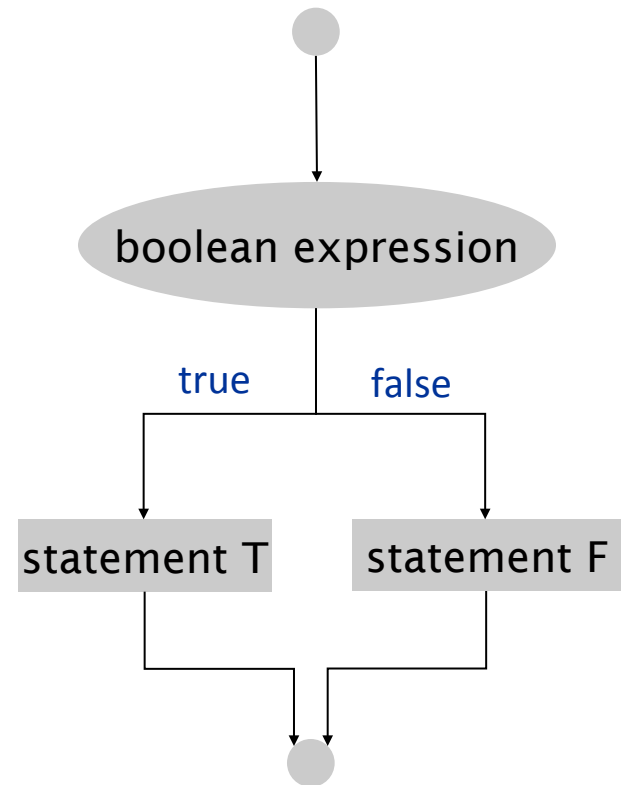 boolean expression
true
false
statement T
statement F